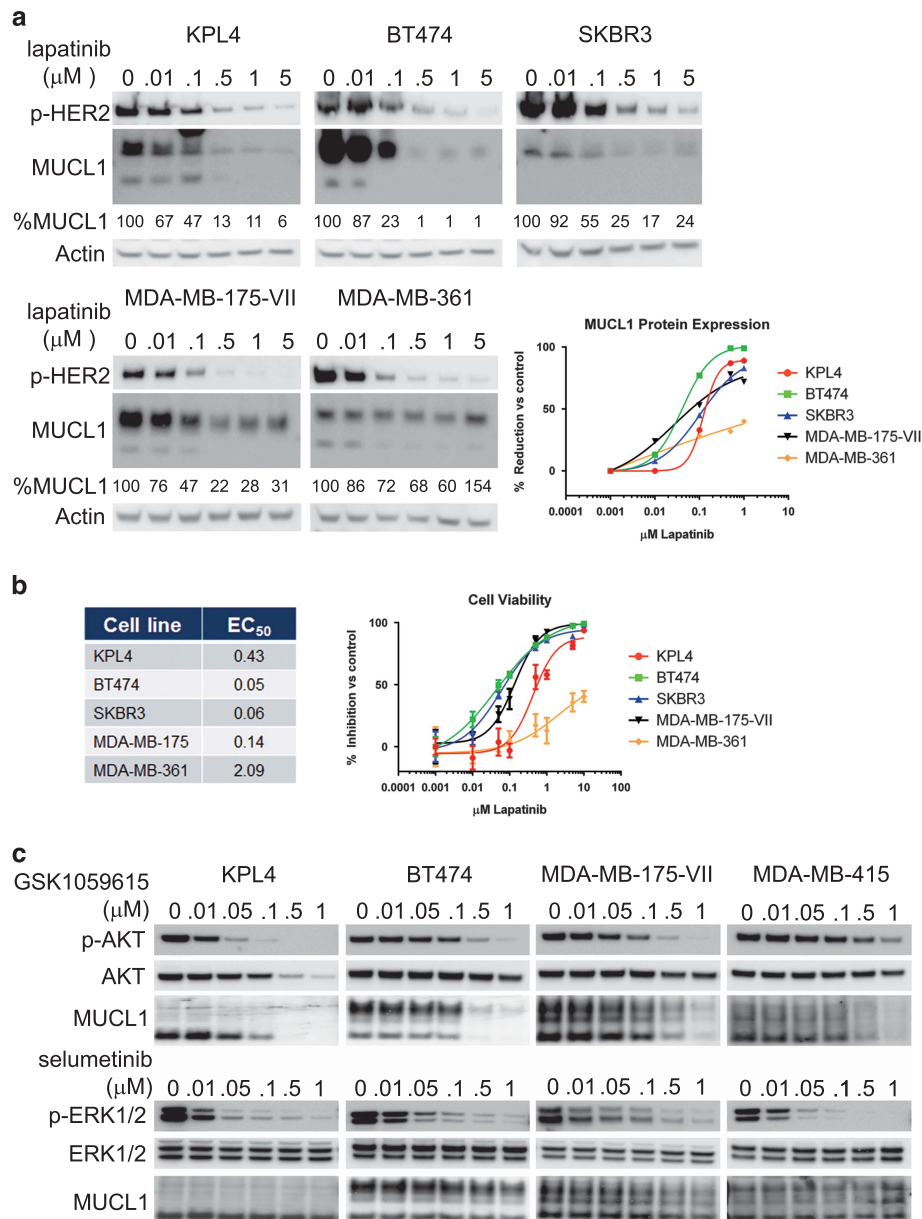 a
KPL4 BT474 SKBR3
lapatinib
(μM) 0 .01 .1 .5 1 5 0 .01 .1 .5 1 5 0 .01 .1 .5 1 5
p-HER2
MUCL1
%MUCL1 100 67 47 13 11 6 100 87 23 1 1 1 100 92 55 25 17 24
Actin
MDA-MB-175-VII MDA-MB-361
lapatinib
(μM ) 0 .01 .1 .5 1 5 0 .01 .1 .5 1 5
p-HER2
MUCL1
%MUCL1 100 76 47 22 28 31 100 86 72 68 60 154
Actin
MUCL1 Protein Expression
% Reduction vs control
100
50
0
0.0001 0.001 0.01 0.1 1 10
μM Lapatinib
KPL4
BT474
SKBR3
MDA-MB-175-VII
MDA-MB-361
b
Cell line EC50
KPL4 0.43
BT474 0.05
SKBR3 0.06
MDA-MB-175 0.14
MDA-MB-361 2.09
Cell Viability
% Inhibition vs control
100
50
0
0.0001 0.001 0.01 0.1 1 10 100
μM Lapatinib
KPL4
BT474
SKBR3
MDA-MB-175-VII
MDA-MB-361
c
KPL4 BT474 MDA-MB-175-VII MDA-MB-415
GSK1059615
(μM) 0 .01 .05 .1 .5 1 0 .01 .05 .1 .5 1 0 .01 .05 .1 .5 1 0 .01 .05 .1 .5 1
p-AKT
AKT
MUCL1
selumetinib
(μM) 0 .01 .05 .1 .5 1 0 .01 .05 .1 .5 1 0 .01 .05 .1 .5 1 0 .01 .05 .1 .5 1
p-ERK1/2
ERK1/2
MUCL1